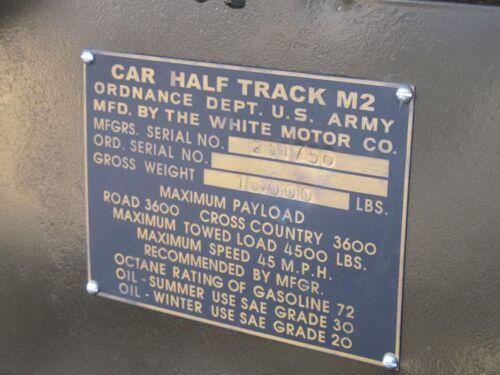 CAR HALF TRACK M2
ORDNANCE DEPT. U.S. ARMY
MFD. BY THE WHITE MOTOR CO.
MFGRS. SERIAL NO.
ORD. SERIAL NO.
GROSS WEIGHT LBS.
MAXIMUM PAYLOAD
ROAD 3600 CROSS COUNTRY 3600
MAXIMUM TOWED LOAD 4500 LBS.
MAXIMUM SPEED 45 M.P.H.
RECOMMENDED BY MFGR.
OCTANE RATING OF GASOLINE 72
OIL - SUMMER USE SAE GRADE 30
OIL - WINTER USE SAE GRADE 20